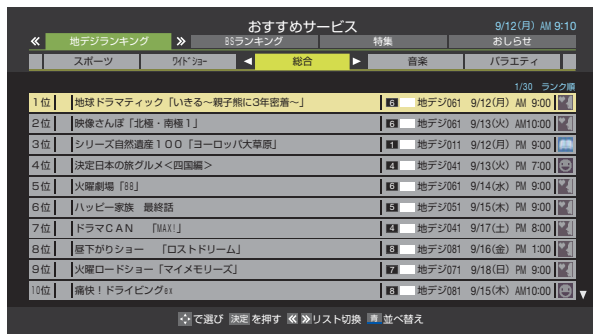 おすすめサービス 9/12(月) AM 9:10
≪ 地デジランキング ≫ BSランキング 特集 おしらせ
スポーツ ﾜｲﾄﾞｼｮｰ ◀ 総合 ▶ 音楽 バラエティ
1/30 ランク順
1位 地球ドラマティック「いきる～親子熊に3年密着～」 6 地デジ061 9/12(月) AM 9:00
2位 映像さんぽ「北極・南極1」 6 地デジ061 9/13(火) AM10:00
3位 シリーズ自然遺産100「ヨーロッパ大草原」 1 地デジ011 9/12(月) PM 9:00
4位 決定日本の旅グルメ<四国編> 4 地デジ041 9/13(火) PM 7:00
5位 火曜劇場「BB」 6 地デジ061 9/14(水) PM 9:00
6位 ハッピー家族 最終話 5 地デジ051 9/15(木) PM 9:00
7位 ドラマCAN 「MAX!」 4 地デジ041 9/17(土) PM 8:00
8位 昼下がりショー 「ロストドリーム」 8 地デジ081 9/16(金) PM 1:00
9位 火曜ロードショー「マイメモリーズ」 7 地デジ071 9/18(日) PM 9:00
10位 痛快！ドライビングex 8 地デジ081 9/15(木) AM10:00 ▼
で選び 決定 を押す ≪ ≫ リスト切換 青 並べ替え